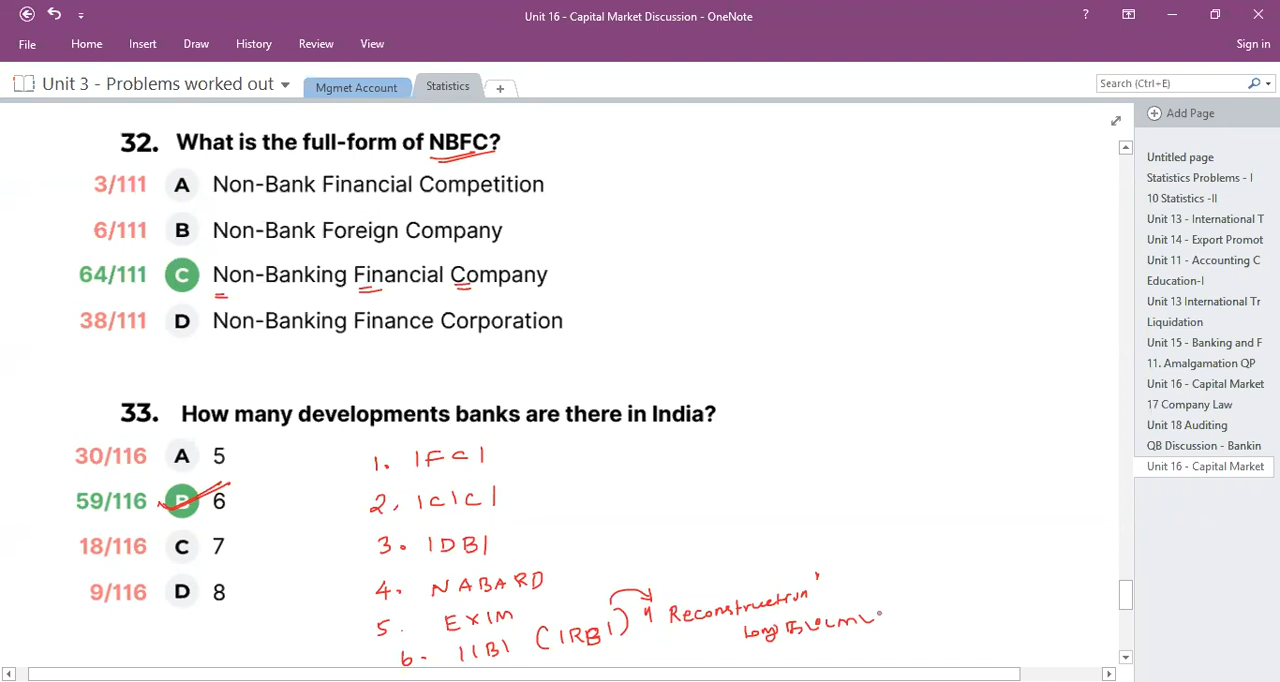 Unit 16 - Capital Market Discussion - OneNote
?
File Home Insert Draw History Review View Sign in
Unit 3 - Problems worked out Mgmet Account Statistics + Search (Ctrl+E)
Add Page
Untitled page
Statistics Problems - I
10 Statistics -II
Unit 13 - International T
Unit 14 - Export Promot
Unit 11 - Accounting C
Education-I
Unit 13 International Tr
Liquidation
Unit 15 - Banking and F
11. Amalgamation QP
Unit 16 - Capital Market
17 Company Law
Unit 18 Auditing
QB Discussion - Bankin
Unit 16 - Capital Market
32. What is the full-form of NBFC?
3/111 A Non-Bank Financial Competition
6/111 B Non-Bank Foreign Company
64/111 C Non-Banking Financial Company
38/111 D Non-Banking Finance Corporation
33. How many developments banks are there in India?
30/116 A 5
59/116 B 6
18/116 C 7
9/116 D 8
1. IFCI
2. ICICI
3. IDBI
4. NABARD
5. EXIM
6. IIBI (IRBI) " Reconstruction
Long